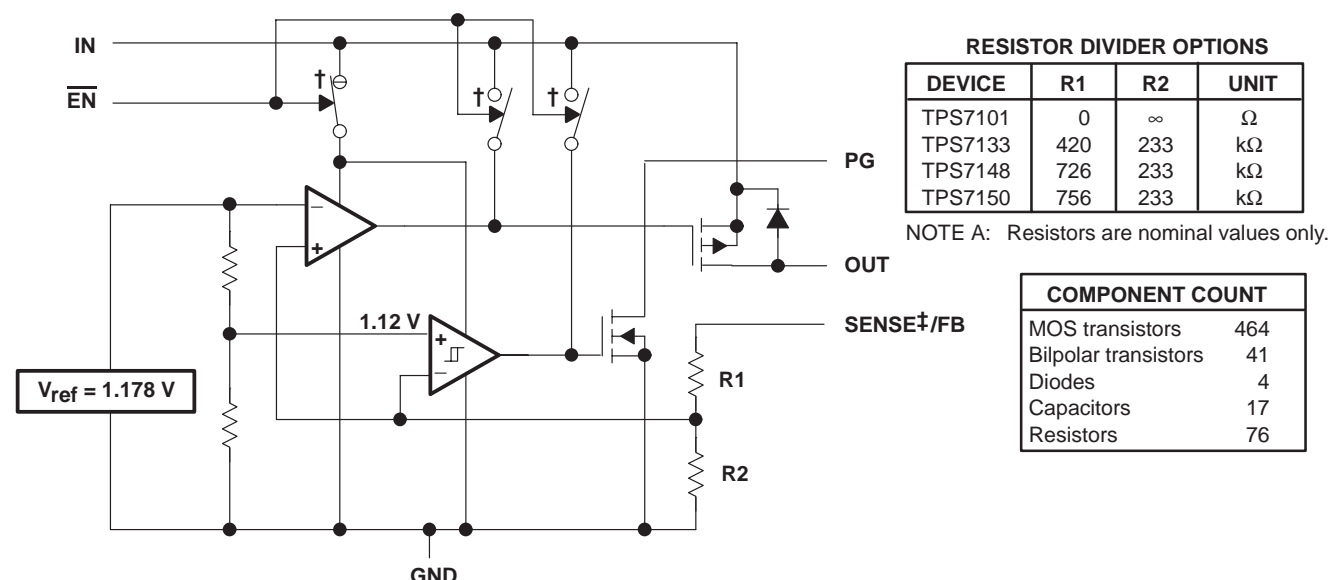 IN
EN
†
†
†
PG
OUT
SENSE‡/FB
−
+
1.12 V
+
−
R1
R2
Vref = 1.178 V
GND
RESISTOR DIVIDER OPTIONS
DEVICE R1 R2 UNIT
TPS7101 0 ∞ Ω
TPS7133 420 233 kΩ
TPS7148 726 233 kΩ
TPS7150 756 233 kΩ
NOTE A: Resistors are nominal values only.
COMPONENT COUNT
MOS transistors 464
Bilpolar transistors 41
Diodes 4
Capacitors 17
Resistors 76